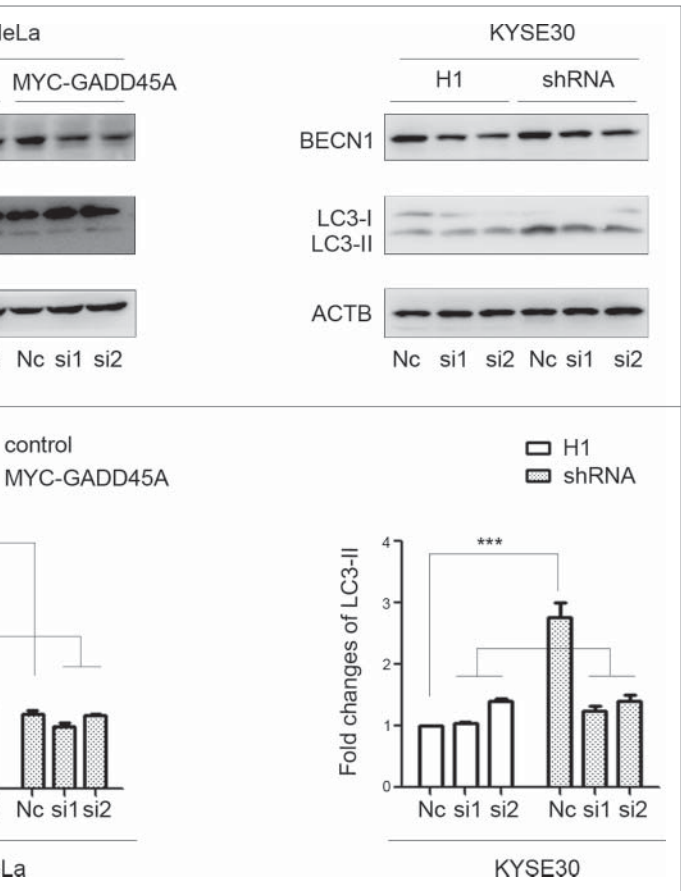 HeLa
MYC-GADD45A
Nc si1 si2
KYSE30
H1 shRNA
BECN1
LC3-I
LC3-II
ACTB
Nc si1 si2 Nc si1 si2
control
MYC-GADD45A
Nc si1 si2
La
H1
shRNA
Fold changes of LC3-II
4
3
2
1
0
***
Nc si1 si2 Nc si1 si2
KYSE30